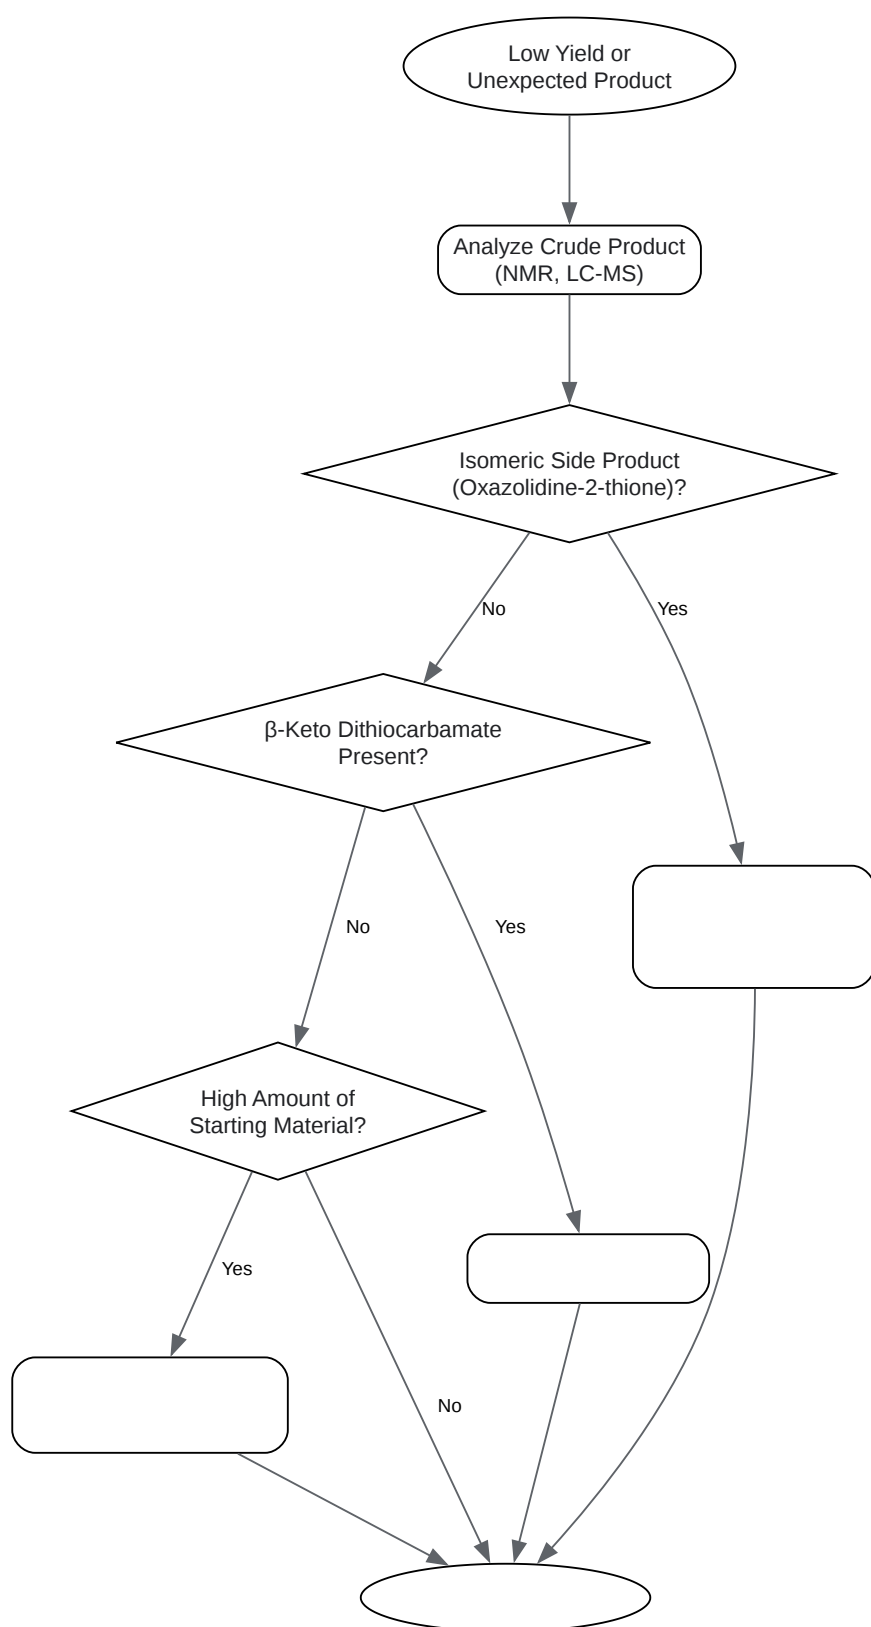 Low Yield or
Unexpected Product
Analyze Crude Product
(NMR, LC-MS)
Isomeric Side Product
(Oxazolidine-2-thione)?
No
Yes
β-Keto Dithiocarbamate
Present?
No
Yes
High Amount of
Starting Material?
Yes
No